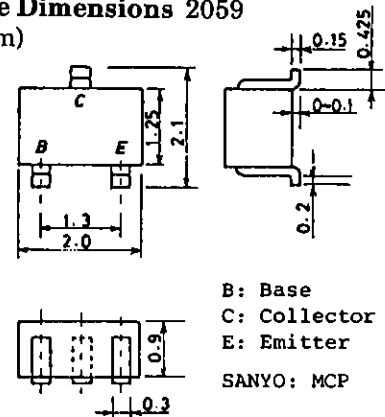 e Dimensions 2059
m)
0.15
0.425
C
B
E
1.25
2.1
0~0.1
1.3
2.0
0.2
0.9
0.3
B: Base
C: Collector
E: Emitter
SANYO: MCP